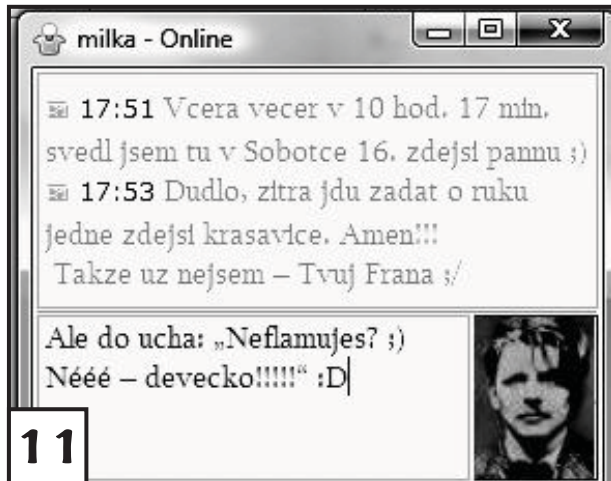 milka - Online
17:51 Vcera vecer v 10 hod. 17 min.
svedl jsem tu v Sobotce 16. zdejsi pannu ;)
17:53 Dudlo, zitra jdu zadat o ruku
jedne zdejsi krasavice. Amen!!!
Takze uz nejsem – Tvuj Frana ;/
Ale do ucha: „Neflamujes? ;)
Nééé – devecko!!!!!“ :D
11